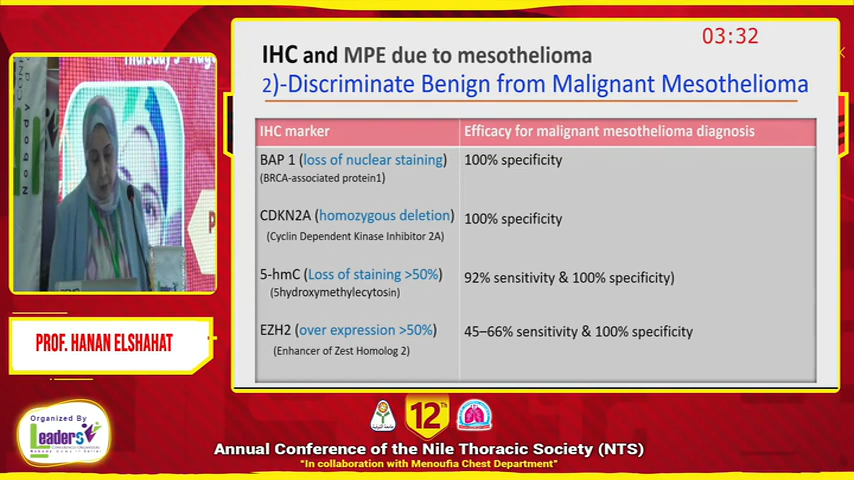 03:32
IHC and MPE due to mesothelioma
2)-Discriminate Benign from Malignant Mesothelioma
IHC marker Efficacy for malignant mesothelioma diagnosis
BAP 1 (loss of nuclear staining) 100% specificity
(BRCA-associated protein1)
CDKN2A (homozygous deletion) 100% specificity
(Cyclin Dependent Kinase Inhibitor 2A)
5-hmC (Loss of staining >50%) 92% sensitivity & 100% specificity)
(5hydroxymethylecytosin)
EZH2 (over expression >50%) 45–66% sensitivity & 100% specificity
(Enhancer of Zest Homolog 2)
PROF. HANAN ELSHAHAT
Organized By
Leaders
12Th
Annual Conference of the Nile Thoracic Society (NTS)
"In collaboration with Menoufia Chest Department"